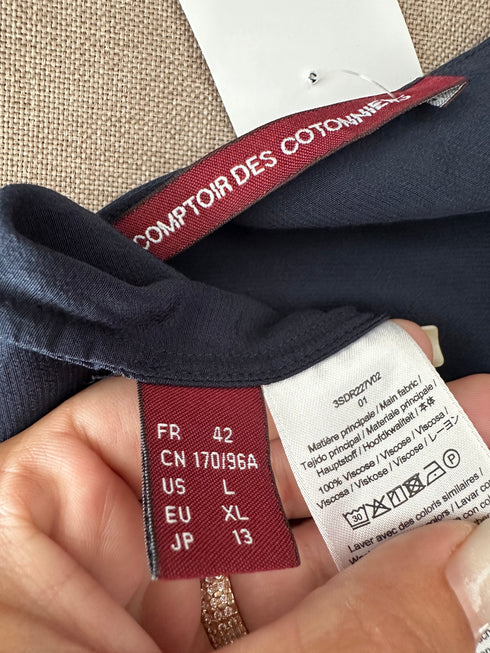 COMPTOIR DES COTONNIERS
FR 42
CN 170/96A
US L
EU XL
JP 13
3SDR227V02
01
Matière principale / Main fabric /
Tejido principal / Materiale principale /
Hauptstoff / Hoofdkwaliteit / 本体
100% Viscose / Viscose / Viscosa /
Viscosa / Viskose / Viscose / レーヨン
30
Laver avec des coloris similaires /